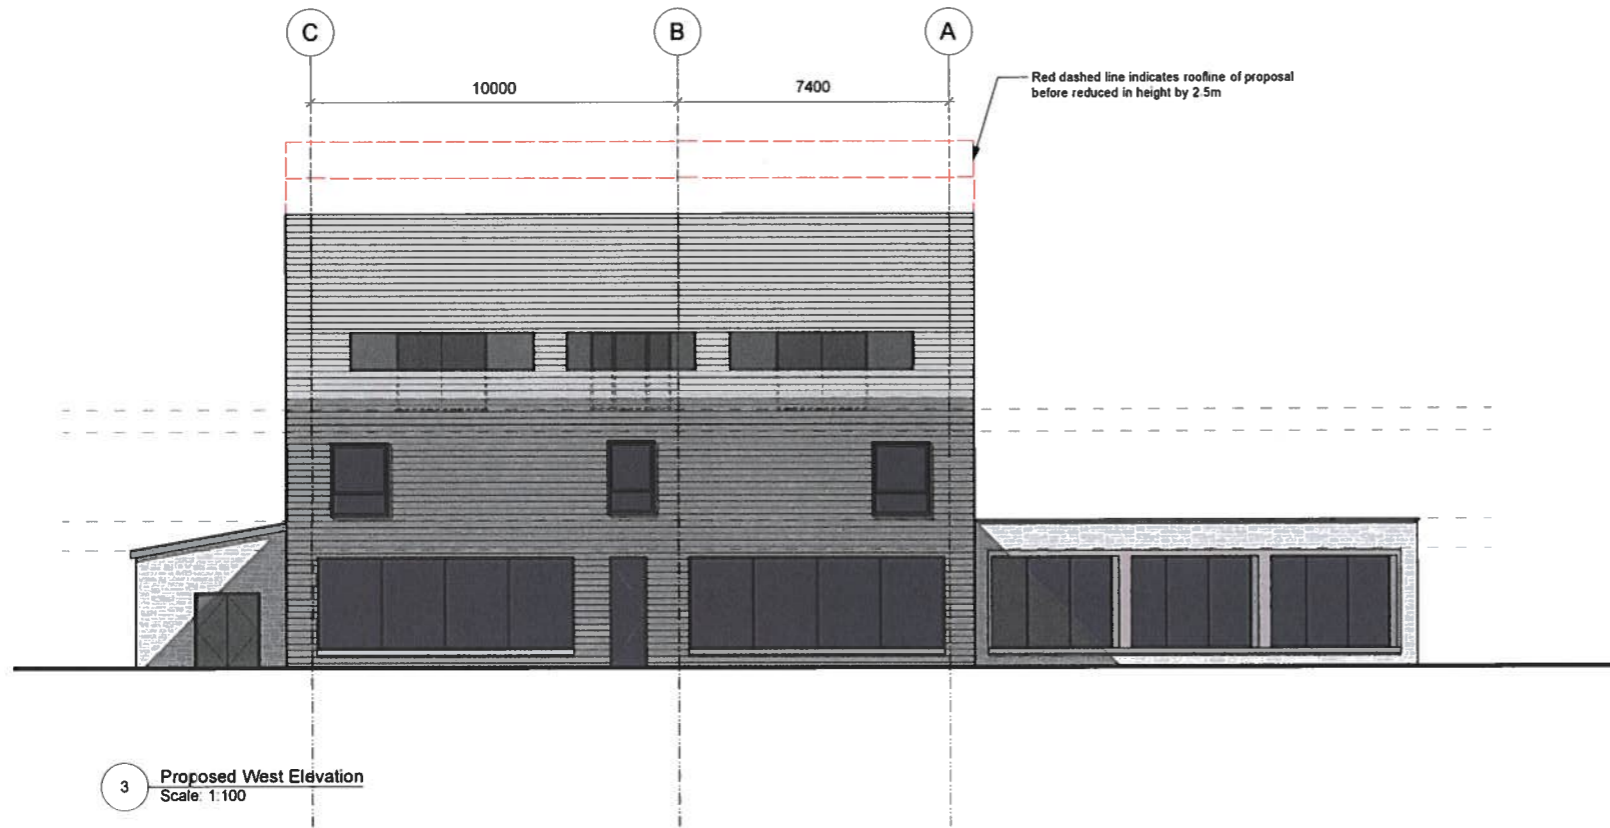 C
B
A
10000
7400
Red dashed line indicates roofline of proposal
before reduced in height by 2.5m
3
Proposed West Elevation
Scale: 1:100